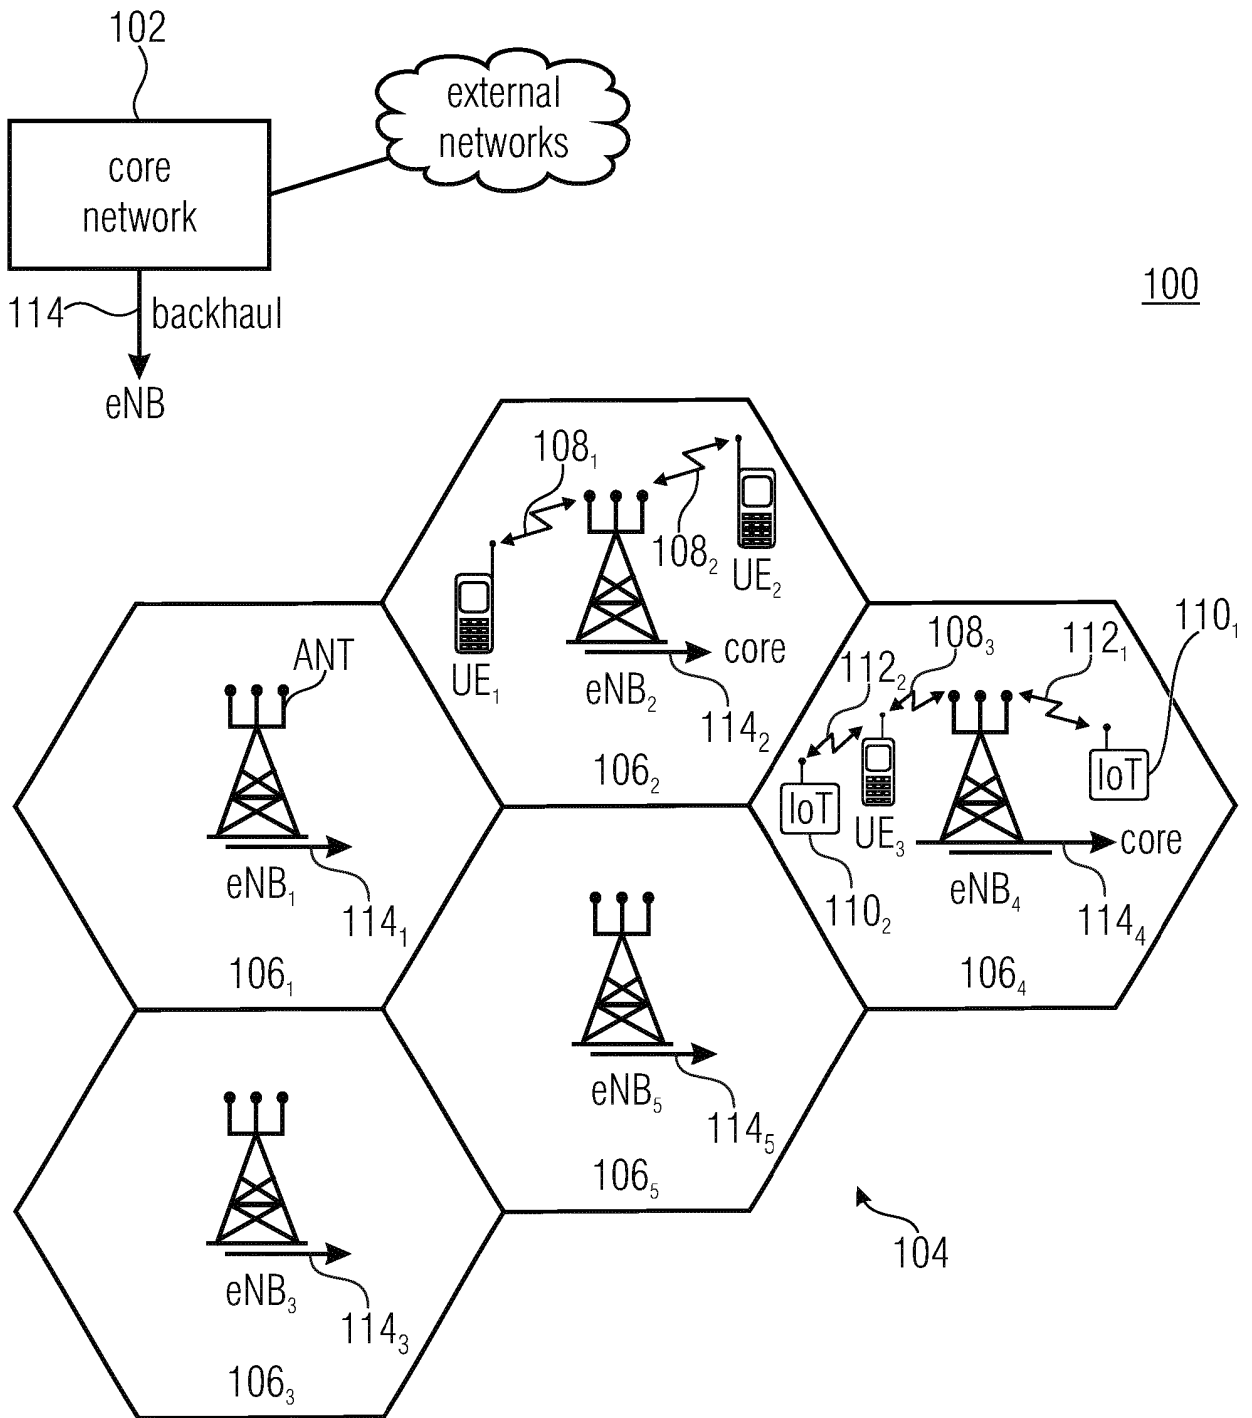 102
external
networks
core
network
100
114 backhaul
eNB
108₁
108₂
UE₁
UE₂
core
eNB₂
114₂
106₂
ANT
eNB₁
114₁
106₁
110₁
108₃
112₁
112₂
IoT
IoT
UE₃
core
eNB₄
110₂
114₄
106₄
eNB₅
114₅
106₅
104
eNB₃
114₃
106₃